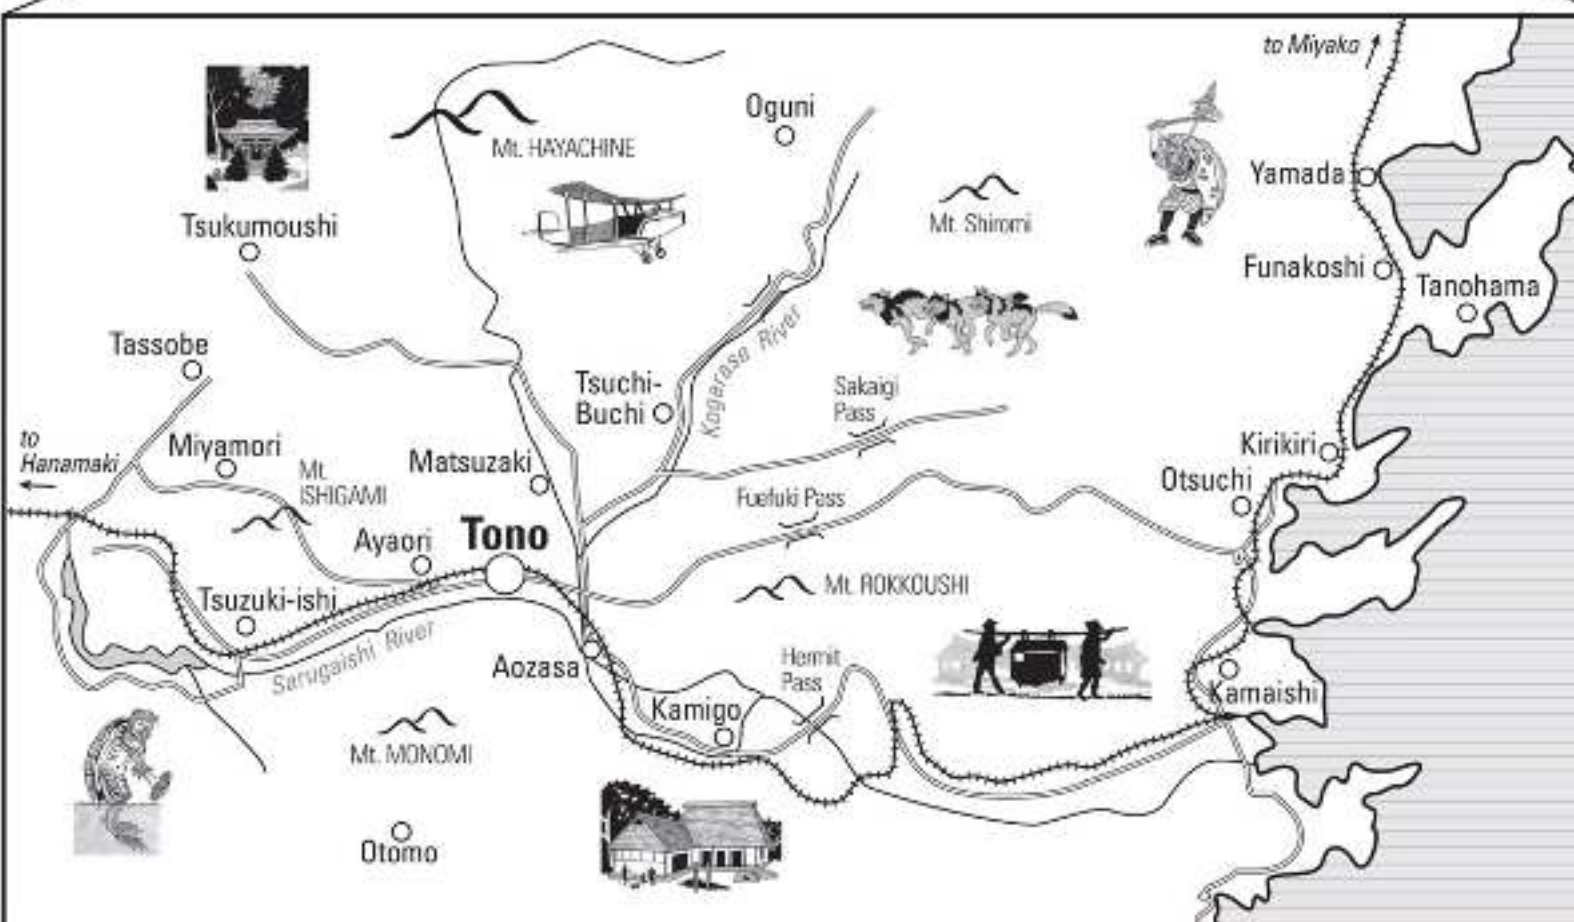 to Miyako
Oguni
Mt. HAYACHINE
Yamada
Tsukumoushi
Mt. Shiromi
Funakoshi
Tanohama
Tassobe
Kogarase River
Tsuchi-
Buchi
Sakaigi
Pass
to
Hanamaki
Miyamori
Mt.
ISHIGAMI
Matsuzaki
Kirikiri
Otsuchi
Fuefuki Pass
Ayaori
Tono
Mt. ROKKOUSHI
Tsuzuki-ishi
Sarugaishi River
Aozasa
Hermit
Pass
Kamaishi
Kamigo
Mt. MONOMI
Otomo